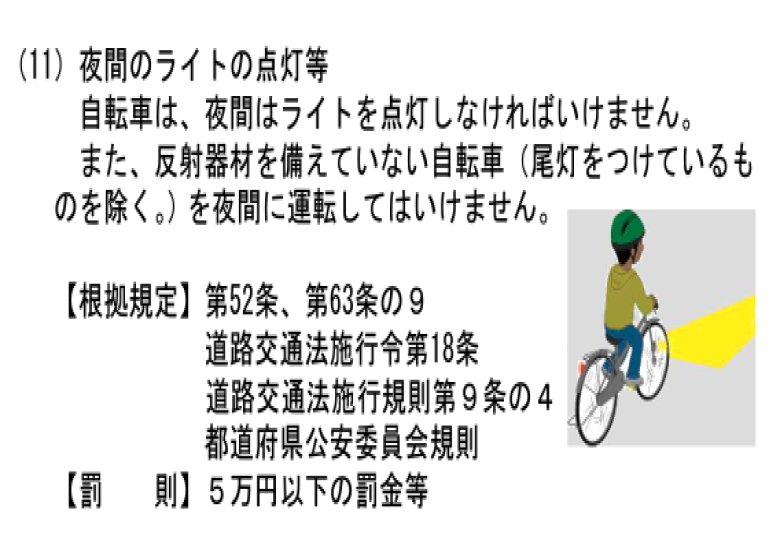 (11) 夜間のライトの点灯等
自転車は、夜間はライトを点灯しなければいけません。
また、反射器材を備えていない自転車（尾灯をつけているも
のを除く。）を夜間に運転してはいけません。
【根拠規定】第52条、第63条の９
道路交通法施行令第18条
道路交通法施行規則第９条の４
都道府県公安委員会規則
【罰　　則】５万円以下の罰金等